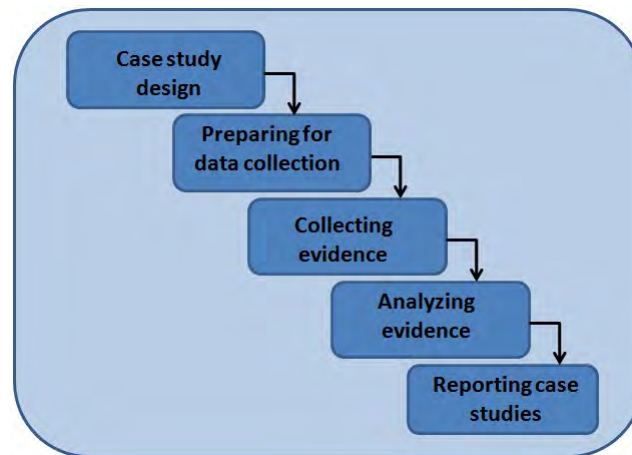 Case study
design
Preparing for
data collection
Collecting
evidence
Analyzing
evidence
Reporting case
studies